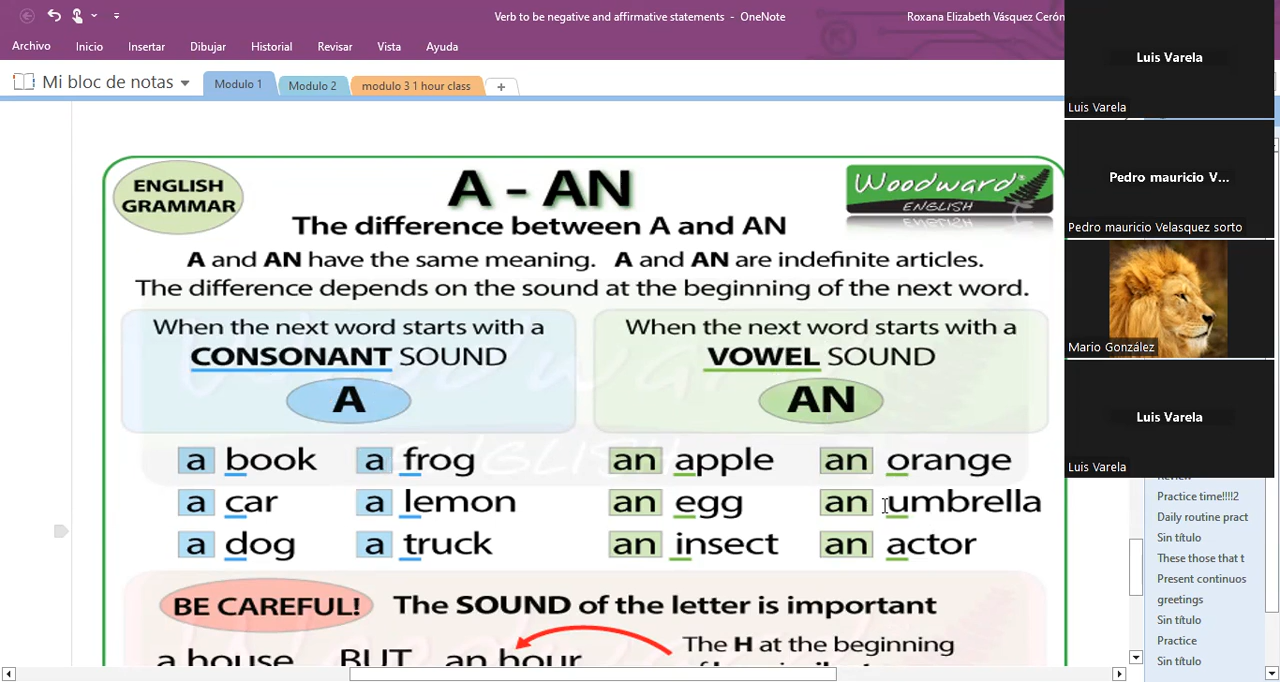 Verb to be negative and affirmative statements - OneNote
Roxana Elizabeth Vásquez Cerón
Archivo Inicio Insertar Dibujar Historial Revisar Vista Ayuda
Mi bloc de notas Modulo 1 Modulo 2 modulo 3 1 hour class +
ENGLISH
GRAMMAR
A - AN
Woodward®
ENGLISH
The difference between A and AN
A and AN have the same meaning. A and AN are indefinite articles.
The difference depends on the sound at the beginning of the next word.
When the next word starts with a
CONSONANT SOUND
A
When the next word starts with a
VOWEL SOUND
AN
a book a frog an apple an orange
a car a lemon an egg an umbrella
a dog a truck an insect an actor
BE CAREFUL! The SOUND of the letter is important
a house BUT an hour
The H at the beginning
Luis Varela
Luis Varela
Pedro mauricio V...
Pedro mauricio Velasquez sorto
Mario González
Luis Varela
Luis Varela
Review
Practice time!!!!2
Daily routine pract
Sin título
These those that t
Present continuos
greetings
Sin título
Practice
Sin título